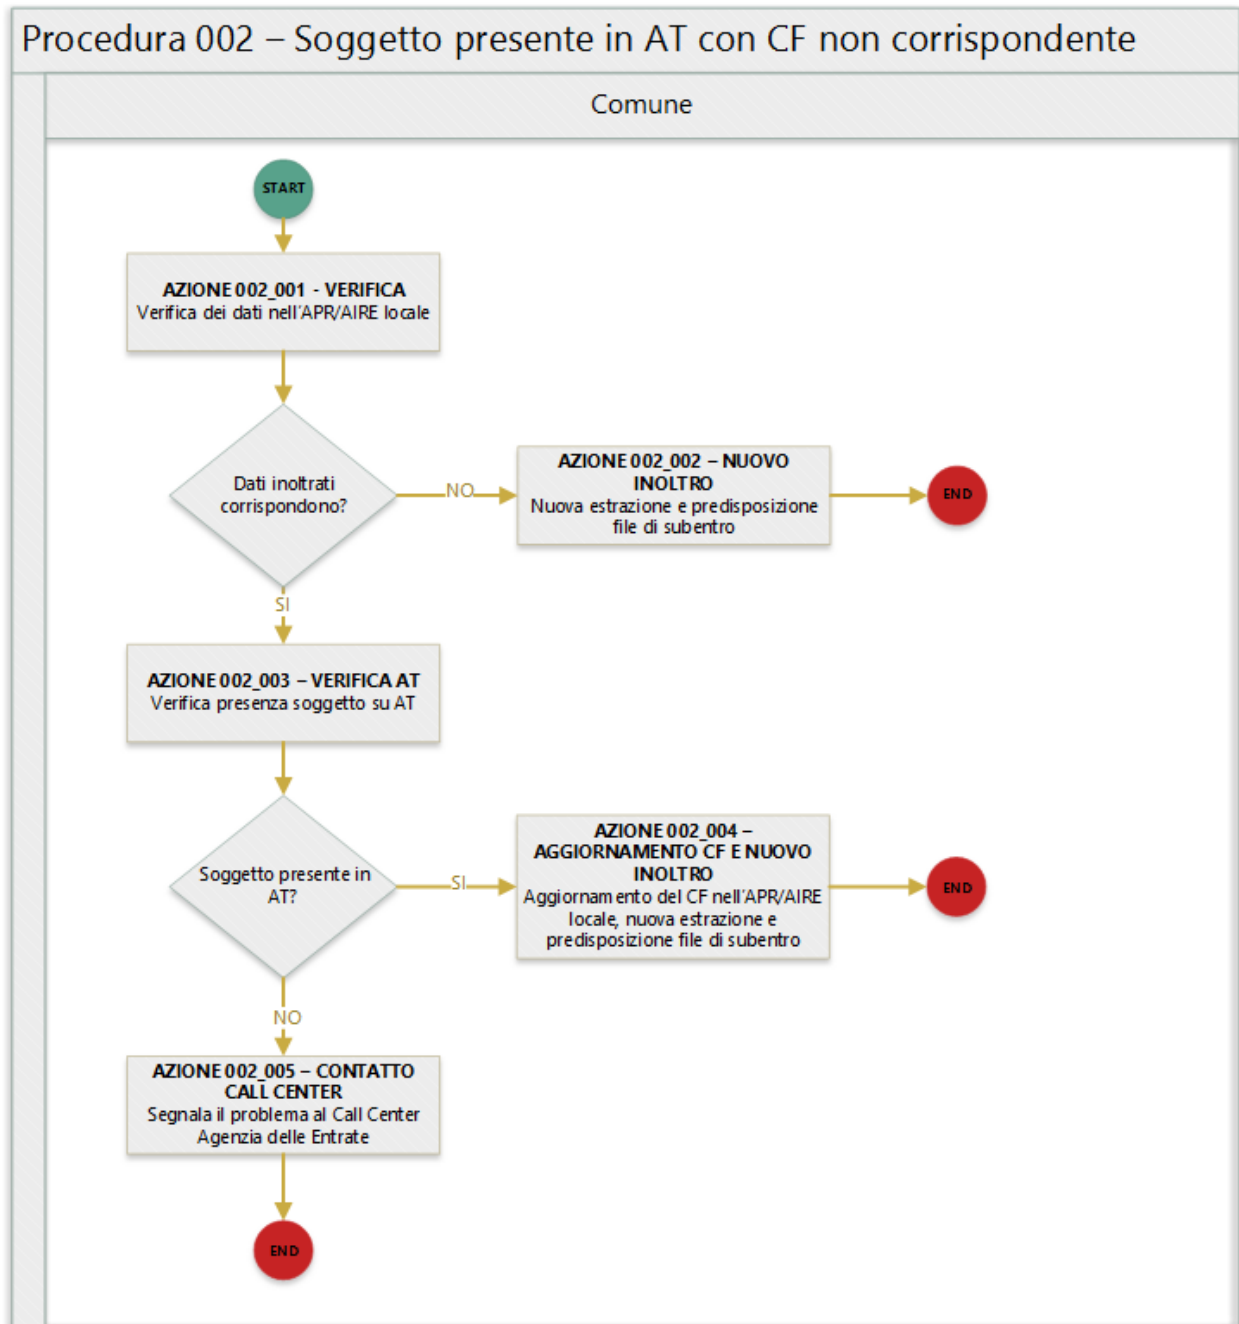 Procedura 002 – Soggetto presente in AT con CF non corrispondente
Comune
START
AZIONE 002_001 - VERIFICA
Verifica dei dati nell'APR/AIRE locale
Dati inoltrati
corrispondono?
NO
AZIONE 002_002 – NUOVO
INOLTRO
Nuova estrazione e predisposizione
file di subentro
END
SI
AZIONE 002_003 – VERIFICA AT
Verifica presenza soggetto su AT
Soggetto presente in
AT?
SI
AZIONE 002_004 –
AGGIORNAMENTO CF E NUOVO
INOLTRO
Aggiornamento del CF nell'APR/AIRE
locale, nuova estrazione e
predisposizione file di subentro
END
NO
AZIONE 002_005 – CONTATTO
CALL CENTER
Segnala il problema al Call Center
Agenzia delle Entrate
END